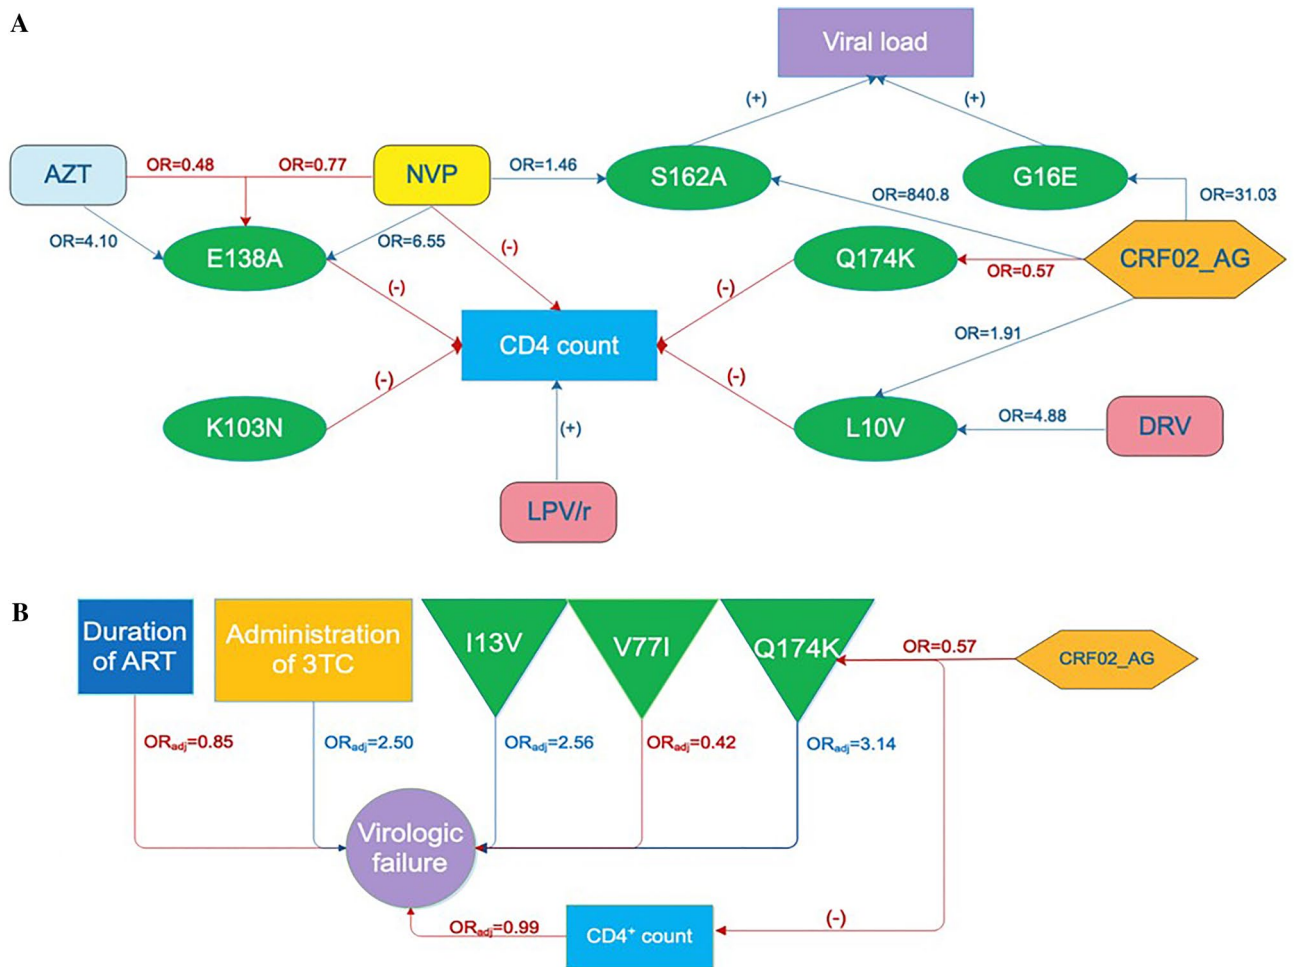 A
Viral load
(+)
(+)
AZT
OR=0.48
OR=0.77
NVP
OR=1.46
S162A
G16E
OR=840.8
OR=31.03
OR=4.10
E138A
OR=6.55
(-)
Q174K
OR=0.57
CRF02_AG
(-)
(-)
CD4 count
OR=1.91
(-)
(-)
K103N
(+)
L10V
OR=4.88
DRV
LPV/r
B
Duration
of ART
Administration
of 3TC
I13V
V77I
Q174K
OR=0.57
CRF02_AG
ORadj=0.85
ORadj=2.50
ORadj=2.56
ORadj=0.42
ORadj=3.14
Virologic
failure
ORadj=0.99
CD4⁺ count
(-)